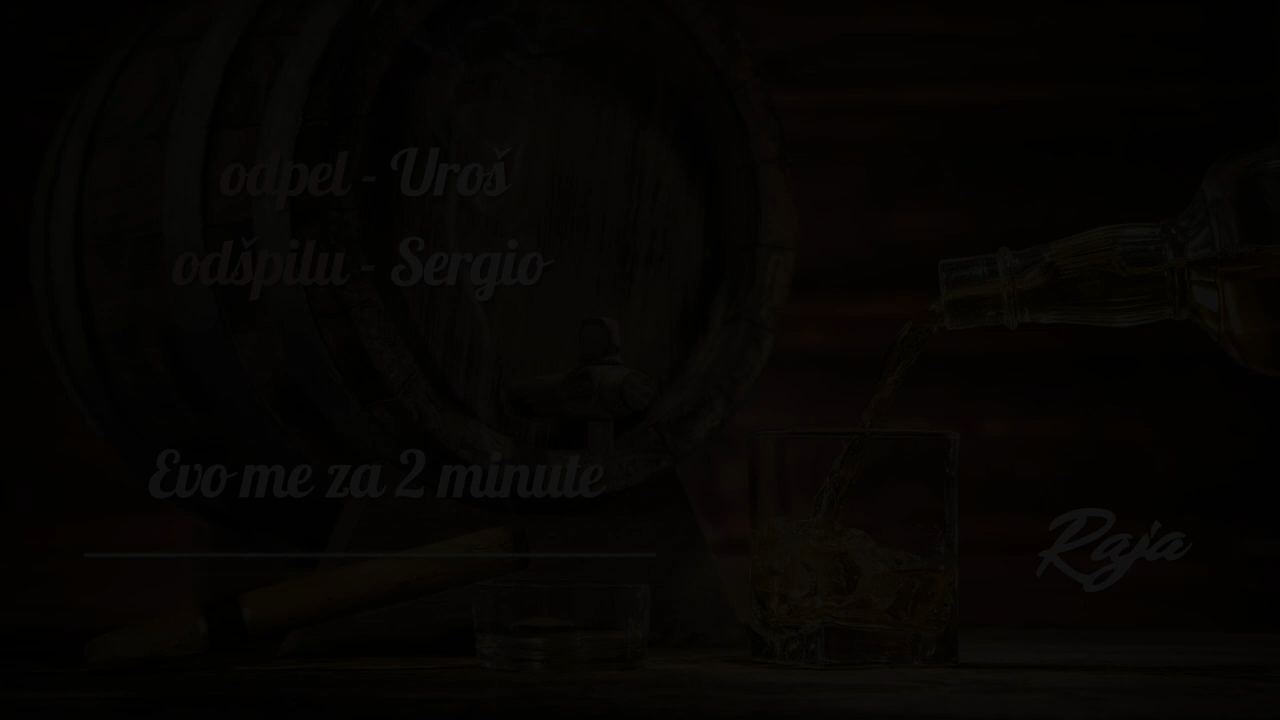 odpel - Uroš
odšpilu - Sergio
Evo me za 2 minute
Raja